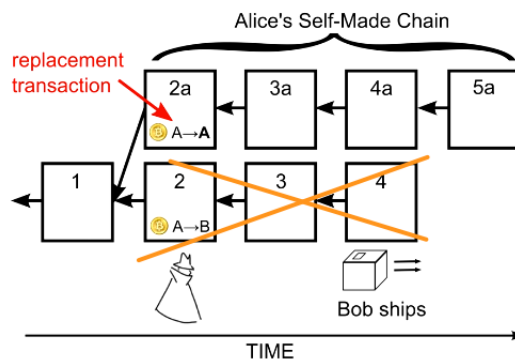 Alice's Self-Made Chain
replacement
transaction
2a
3a
4a
5a
A→A
1
2
3
4
A→B
Bob ships
TIME